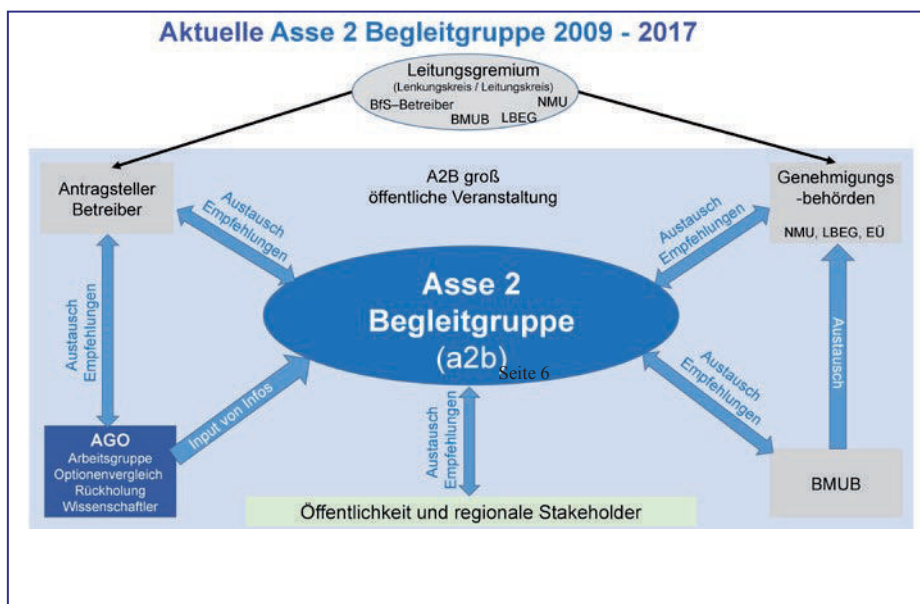 Aktuelle Asse 2 Begleitgruppe 2009 - 2017
Leitungsgremium
(Lenkungskreis / Leitungskreis)
BfS–Betreiber
NMU
BMUB
LBEG
Antragsteller
Betreiber
A2B groß
öffentliche Veranstaltung
Genehmigungs
-behörden
NMU, LBEG, EÜ
Austausch
Empfehlungen
Austausch
Empfehlungen
Asse 2
Begleitgruppe
(a2b)
Seite 6
Austausch
Empfehlungen
Input von Infos
Austausch
Empfehlungen
Austausch
Empfehlungen
Austausch
AGO
Arbeitsgruppe
Optionenvergleich
Rückholung
Wissenschaftler
BMUB
Öffentlichkeit und regionale Stakeholder